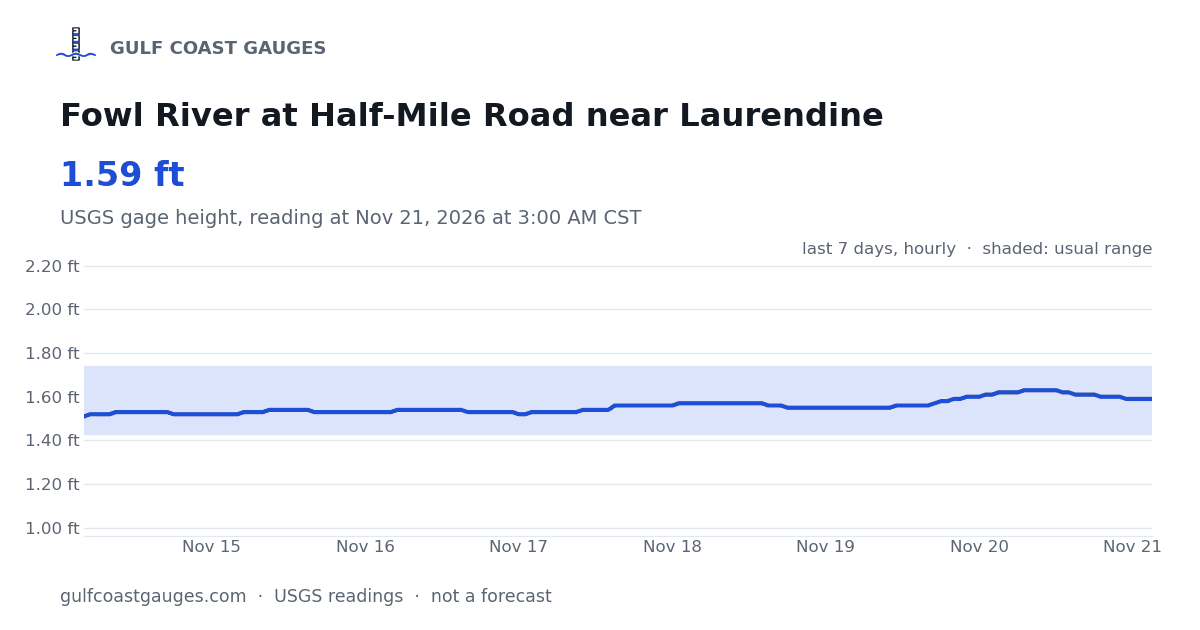 GULF COAST GAUGES
Fowl River at Half-Mile Road near Laurendine
1.59 ft
USGS gage height, reading at Nov 21, 2026 at 3:00 AM CST
last 7 days, hourly · shaded: usual range
2.20 ft
2.00 ft
1.80 ft
1.60 ft
1.40 ft
1.20 ft
1.00 ft
Nov 15 Nov 16 Nov 17 Nov 18 Nov 19 Nov 20 Nov 21
gulfcoastgauges.com · USGS readings · not a forecast